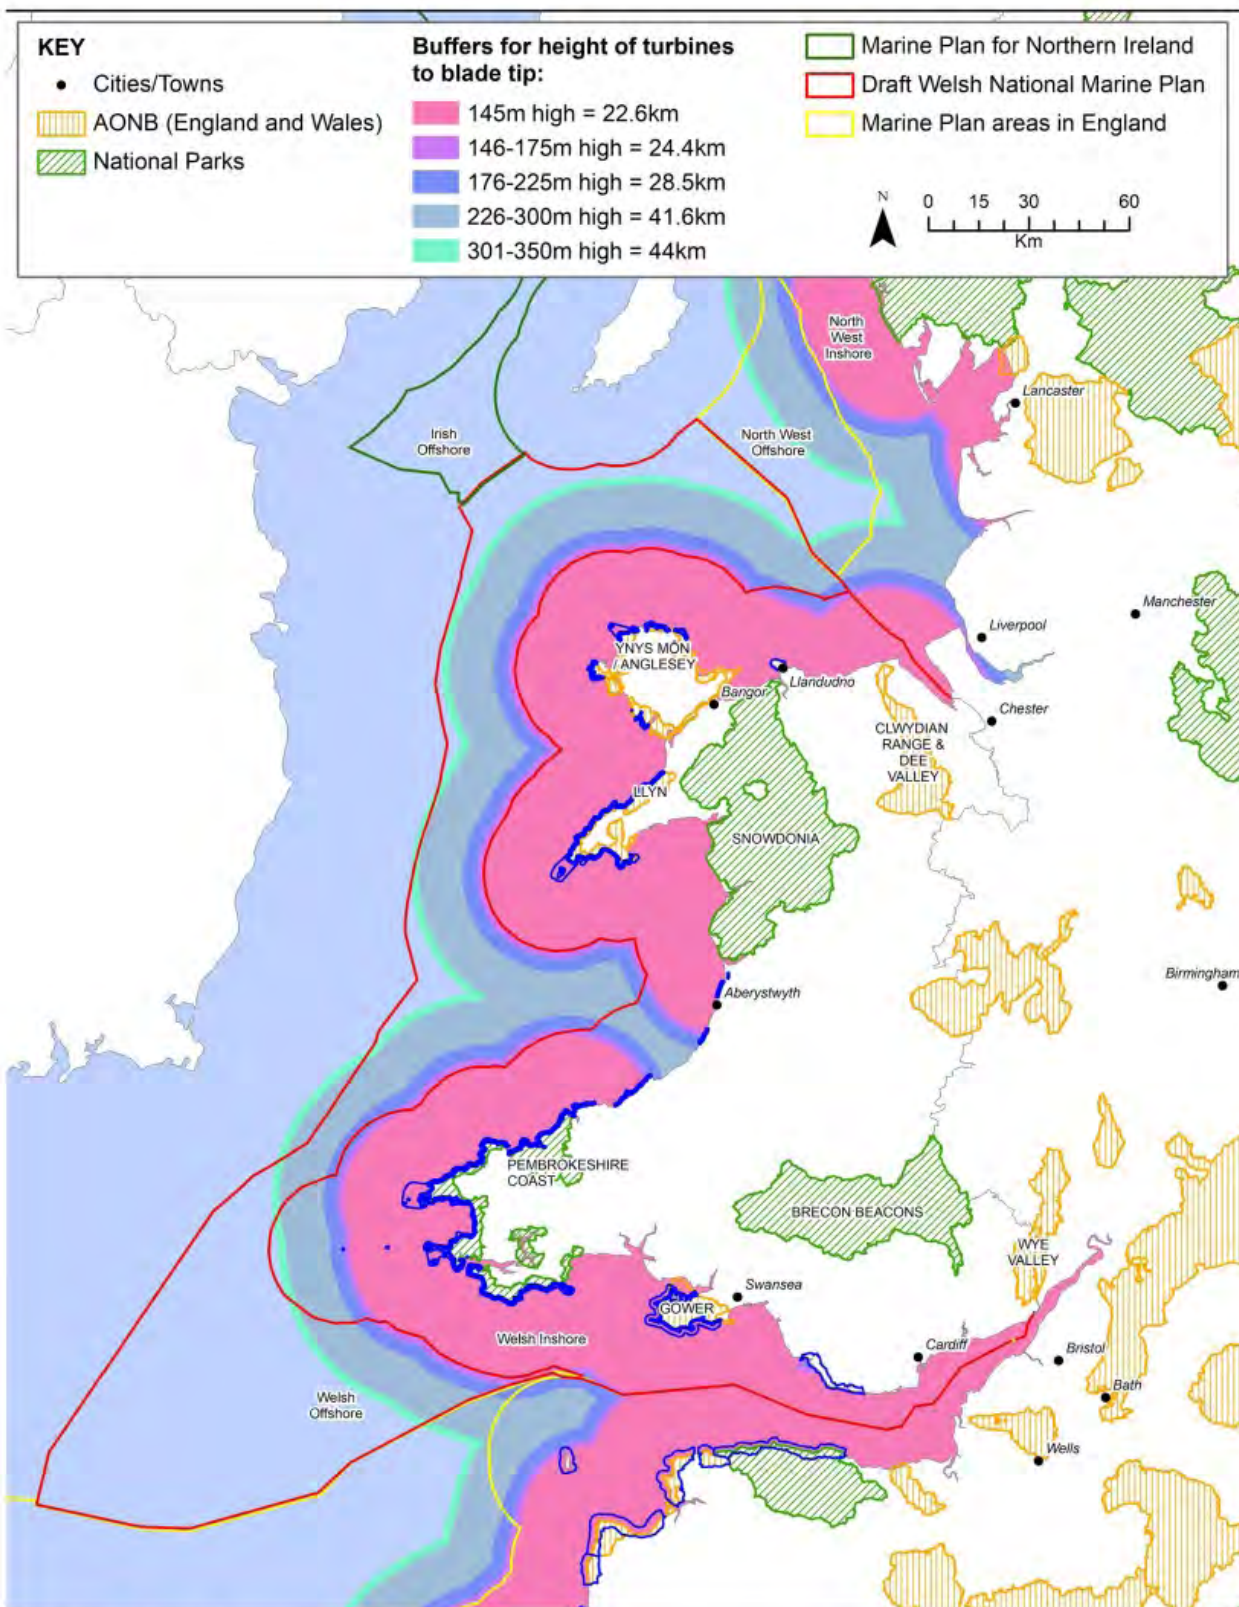 KEY
Cities/Towns
AONB (England and Wales)
National Parks
Buffers for height of turbines
to blade tip:
145m high = 22.6km
146-175m high = 24.4km
176-225m high = 28.5km
226-300m high = 41.6km
301-350m high = 44km
Marine Plan for Northern Ireland
Draft Welsh National Marine Plan
Marine Plan areas in England
N
0 15 30 60
Km
North
West
Inshore
Lancaster
Irish
Offshore
North West
Offshore
Manchester
Liverpool
YNYS MÔN
/ ANGLESEY
Llandudno
Bangor
Chester
CLWYDIAN
RANGE &
DEE
VALLEY
LLYN
SNOWDONIA
Birmingham
Aberystwyth
PEMBROKESHIRE
COAST
BRECON BEACONS
WYE
VALLEY
Swansea
GOWER
Welsh Inshore
Cardiff
Bristol
Bath
Welsh
Offshore
Wells